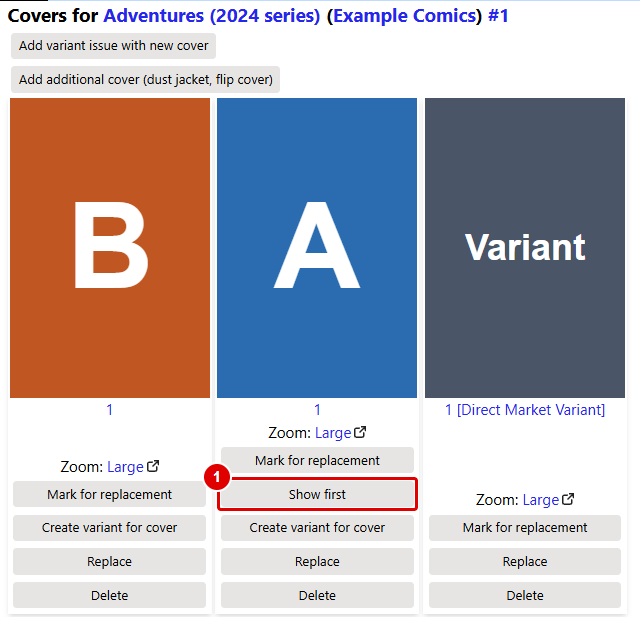 Covers for Adventures (2024 series) (Example Comics) #1
Add variant issue with new cover
Add additional cover (dust jacket, flip cover)
B
A
Variant
1
1
1 [Direct Market Variant]
Zoom: Large
Mark for replacement
Zoom: Large
1
Mark for replacement
Show first
Zoom: Large
Create variant for cover
Create variant for cover
Mark for replacement
Replace
Replace
Replace
Delete
Delete
Delete